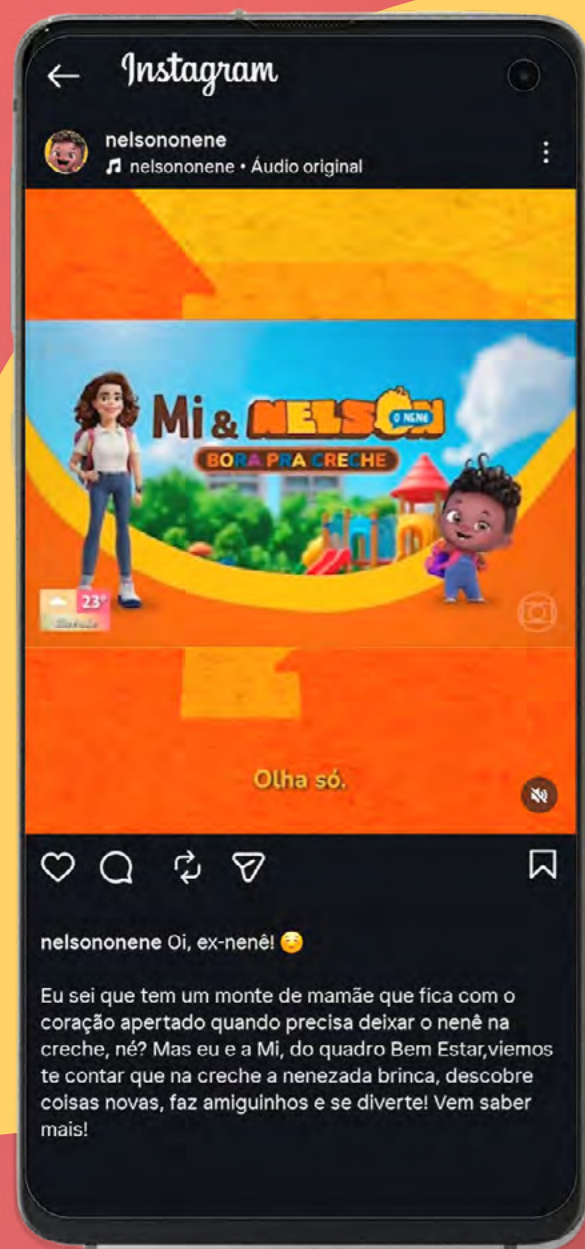 Instagram
nelsononene
nelsononene • Áudio original
Mi & NELSON
O NENÊ
BORA PRA CRECHE
23°
Olha só.
nelsononene Oi, ex-nenê! ☺️
Eu sei que tem um monte de mamãe que fica com o
coração apertado quando precisa deixar o nenê na
creche, né? Mas eu e a Mi, do quadro Bem Estar,viemos
te contar que na creche a nenezada brinca, descobre
coisas novas, faz amiguinhos e se diverte! Vem saber
mais!